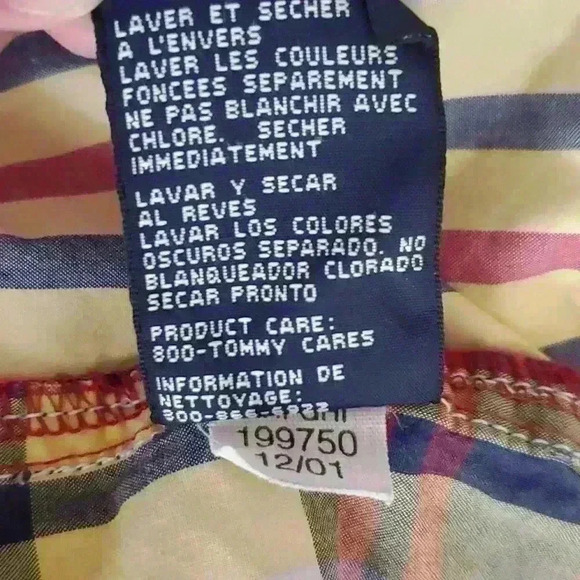 LAVER ET SECHER
A L'ENVERS
LAVER LES COULEURS
FONCEES SEPAREMENT
NE PAS BLANCHIR AVEC
CHLORE. SECHER
IMMEDIATEMENT
LAVAR Y SECAR
AL REVES
LAVAR LOS COLORES
OSCUROS SEPARADO. NO
BLANQUEADOR CLORADO
SECAR PRONTO
PRODUCT CARE:
800-TOMMY CARES
INFORMATION DE
NETTOYAGE:
199750
12/01